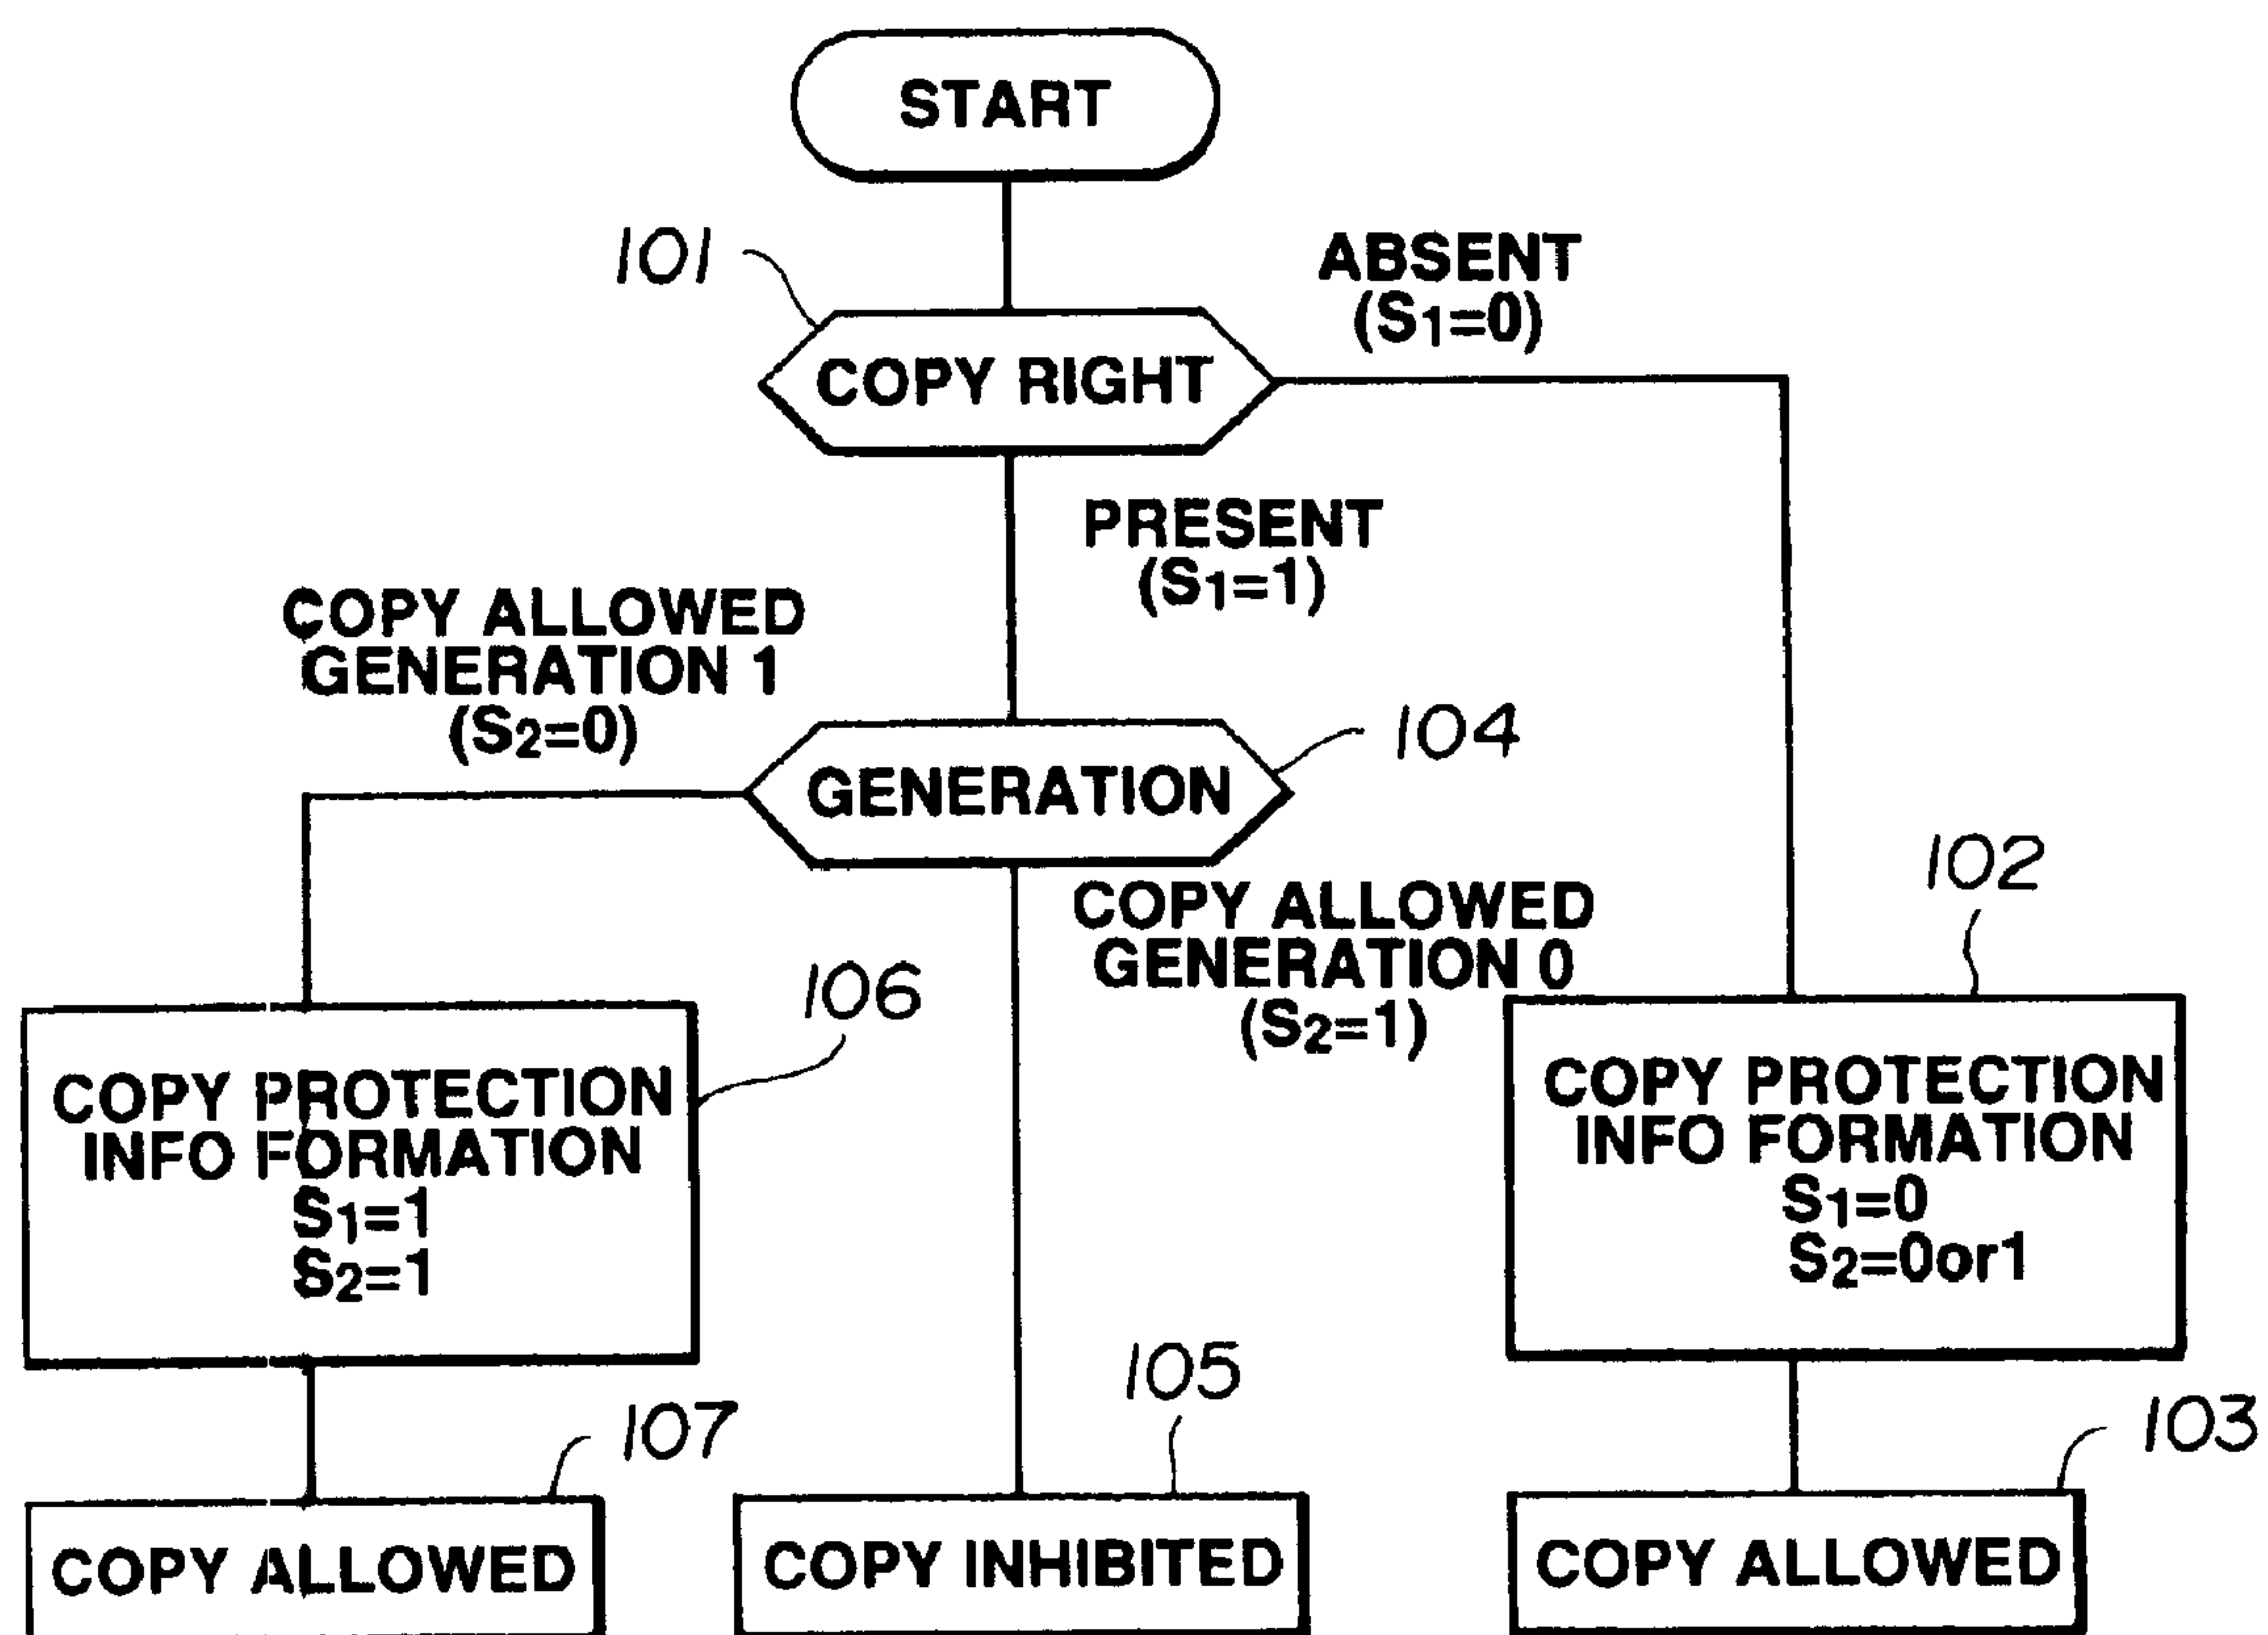 START
101
ABSENT
(S1=0)
COPY RIGHT
PRESENT
(S1=1)
COPY ALLOWED
GENERATION 1
(S2=0)
104
GENERATION
102
COPY ALLOWED
GENERATION 0
(S2=1)
106
COPY PROTECTION
INFO FORMATION
S1=1
S2=1
COPY PROTECTION
INFO FORMATION
S1=0
S2=0or1
107
105
103
COPY ALLOWED
COPY INHIBITED
COPY ALLOWED